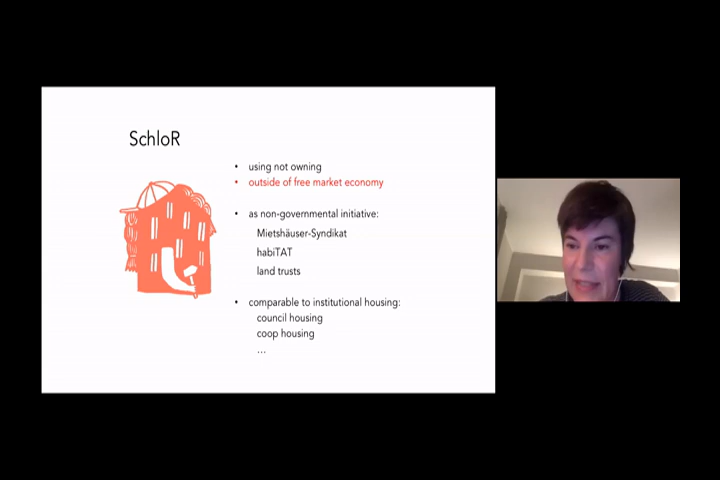 SchloR
• using not owning
• outside of free market economy
• as non-governmental initiative:
Mietshäuser-Syndikat
habiTAT
land trusts
• comparable to institutional housing:
council housing
coop housing
...